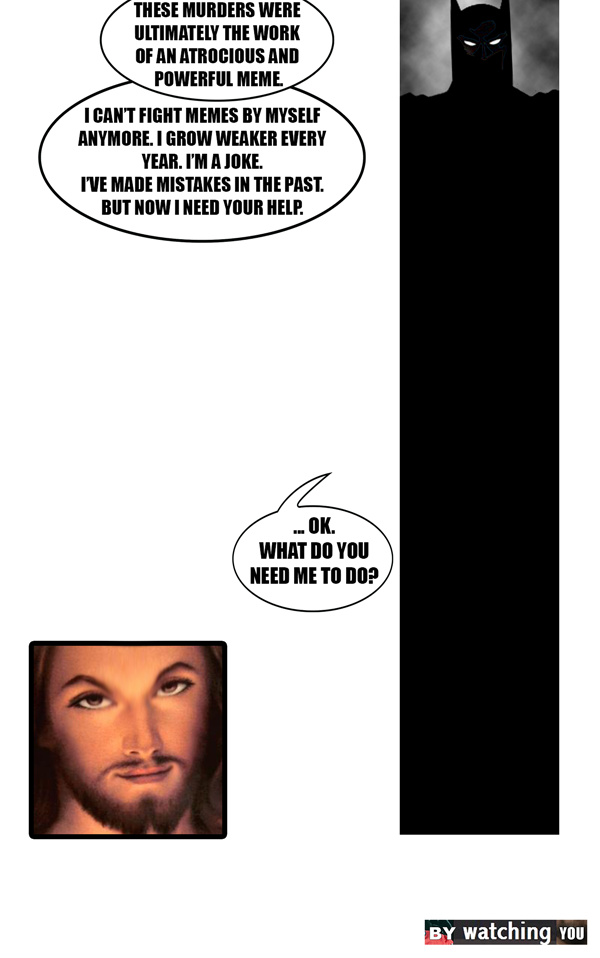 THESE MURDERS WERE
ULTIMATELY THE WORK
OF AN ATROCIOUS AND
POWERFUL MEME.
I CAN'T FIGHT MEMES BY MYSELF
ANYMORE. I GROW WEAKER EVERY
YEAR. I'M A JOKE.
I'VE MADE MISTAKES IN THE PAST.
BUT NOW I NEED YOUR HELP.
... OK.
WHAT DO YOU
NEED ME TO DO?
BY watching YOU